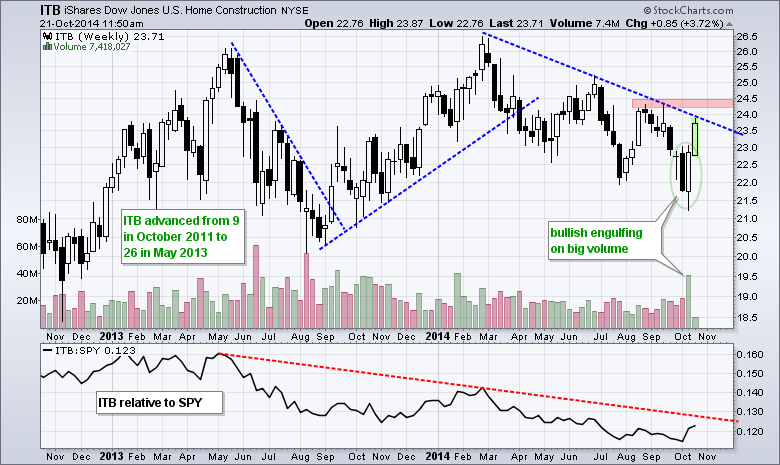 ITB iShares Dow Jones U.S. Home Construction NYSE © StockCharts.com
21-Oct-2014 11:50am Open 22.76 High 23.87 Low 22.76 Last 23.71 Volume 7.4M Chg +0.85 (+3.72%)
ITB (Weekly) 23.71
Volume 7,418,027
26.5
26.0
25.5
25.0
24.5
24.0
23.5
23.0
22.5
22.0
21.5
21.0
20.5
20.0
19.5
19.0
18.5
80M
60M
40M
20M
ITB advanced from 9
in October 2011 to
26 in May 2013
bullish engulfing
on big volume
Nov Dec 2013 Feb Mar Apr May Jun Jul Aug Sep Oct Nov Dec 2014 Feb Mar Apr May Jun Jul Aug Sep Oct Nov
ITB:SPY 0.123
0.160
0.150
0.140
0.130
0.120
ITB relative to SPY
Nov Dec 2013 Feb Mar Apr May Jun Jul Aug Sep Oct Nov Dec 2014 Feb Mar Apr May Jun Jul Aug Sep Oct Nov